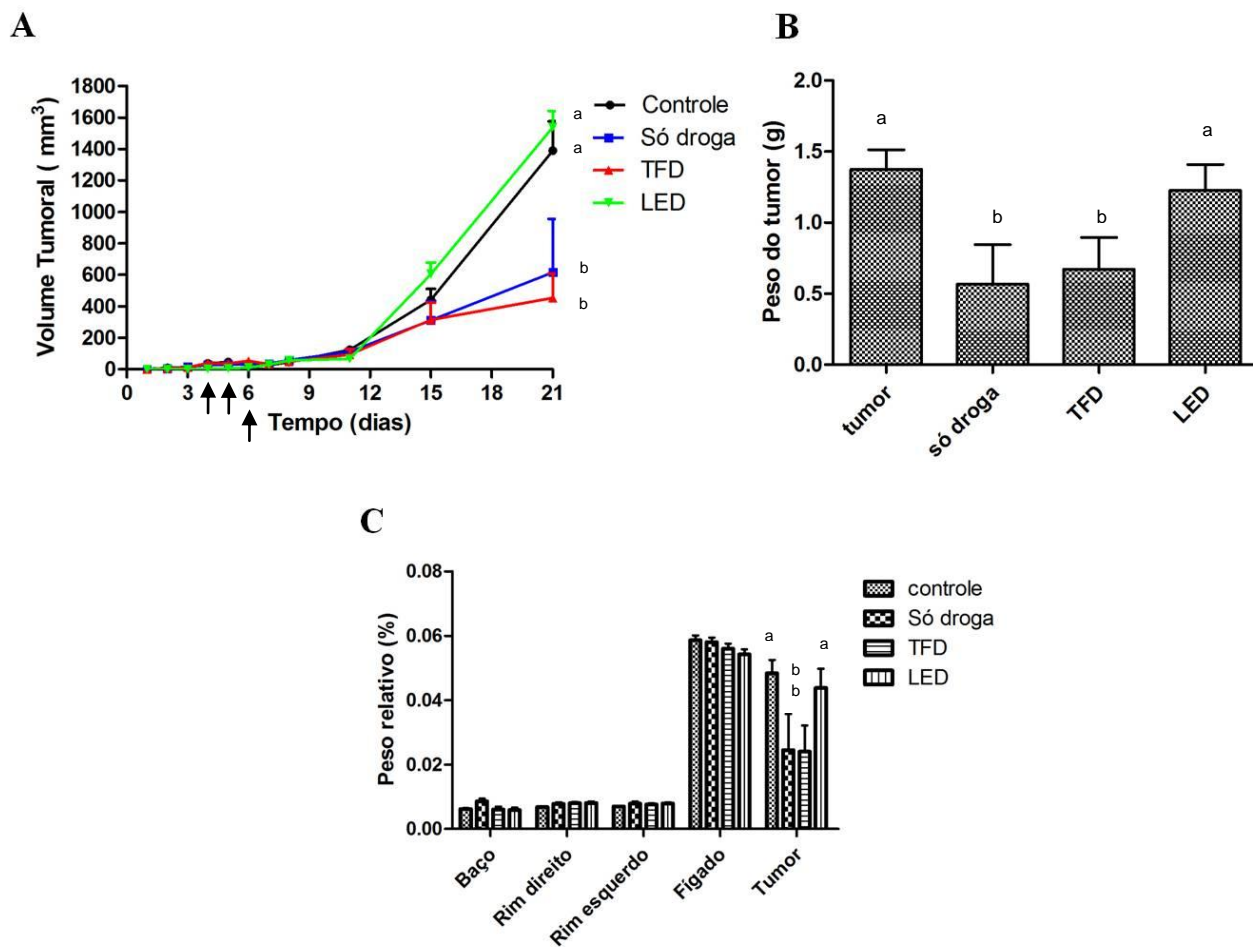 A
Volume Tumoral ( mm³)
1800
1600
1400
1200
1000
800
600
400
200
0
0 3 6 9 12 15 18 21
Tempo (dias)
Controle
Só droga
TFD
LED
a
a
b
b
B
Peso do tumor (g)
2.0
1.5
1.0
0.5
0.0
a
b
b
a
tumor
só droga
TFD
LED
C
Peso relativo (%)
0.08
0.06
0.04
0.02
0.00
a
b
b
a
Baço
Rim direito
Rim esquerdo
Fígado
Tumor
controle
Só droga
TFD
LED